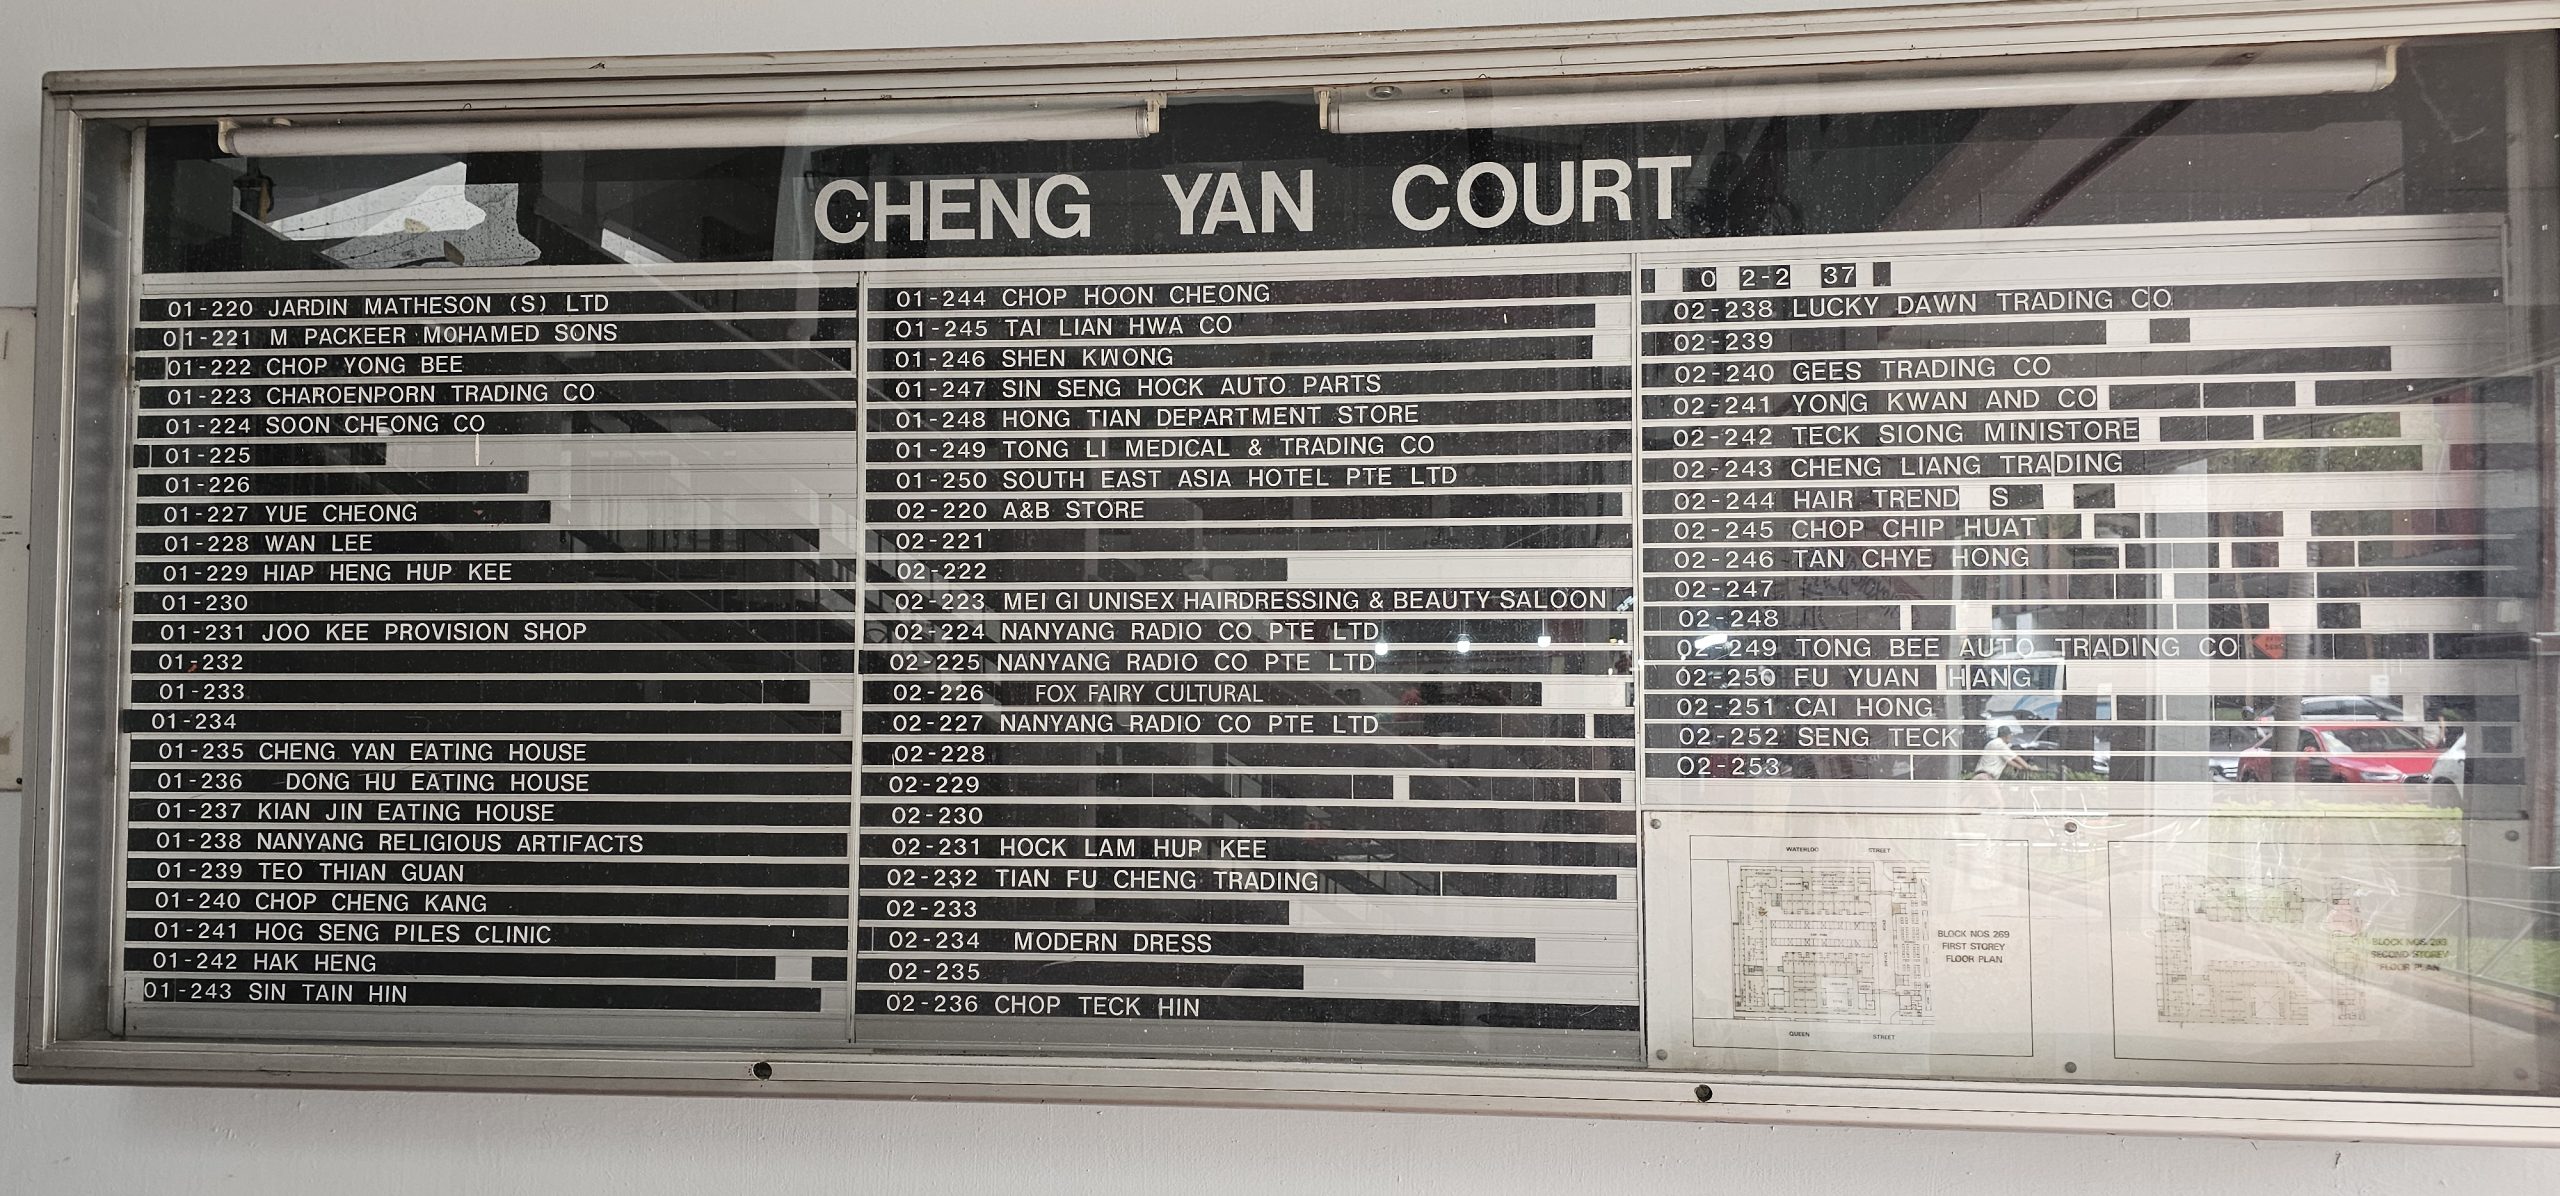 CHENG YAN COURT
01-220 JARDIN MATHESON (S) LTD
01-221 M PACKEER MOHAMED SONS
01-222 CHOP YONG BEE
01-223 CHAROENPORN TRADING CO
01-224 SOON CHEONG CO
01-225
01-226
01-227 YUE CHEONG
01-228 WAN LEE
01-229 HIAP HENG HUP KEE
01-230
01-231 JOO KEE PROVISION SHOP
01-232
01-233
01-234
01-235 CHENG YAN EATING HOUSE
01-236 DONG HU EATING HOUSE
01-237 KIAN JIN EATING HOUSE
01-238 NANYANG RELIGIOUS ARTIFACTS
01-239 TEO THIAN GUAN
01-240 CHOP CHENG KANG
01-241 HOG SENG PILES CLINIC
01-242 HAK HENG
01-243 SIN TAIN HIN
01-244 CHOP HOON CHEONG
01-245 TAI LIAN HWA CO
01-246 SHEN KWONG
01-247 SIN SENG HOCK AUTO PARTS
01-248 HONG TIAN DEPARTMENT STORE
01-249 TONG LI MEDICAL & TRADING CO
01-250 SOUTH EAST ASIA HOTEL PTE LTD
02-220 A&B STORE
02-221
02-222
02-223 MEI GI UNISEX HAIRDRESSING & BEAUTY SALOON
02-224 NANYANG RADIO CO PTE LTD
02-225 NANYANG RADIO CO PTE LTD
02-226 FOX FAIRY CULTURAL
02-227 NANYANG RADIO CO PTE LTD
02-228
02-229
02-230
02-231 HOCK LAM HUP KEE
02-232 TIAN FU CHENG TRADING
02-233
02-234 MODERN DRESS
02-235
02-236 CHOP TECK HIN
0 2-2 37
02-238 LUCKY DAWN TRADING CO
02-239
02-240 GEES TRADING CO
02-241 YONG KWAN AND CO
02-242 TECK SIONG MINISTORE
02-243 CHENG LIANG TRADING
02-244 HAIR TREND S
02-245 CHOP CHIP HUAT
02-246 TAN CHYE HONG
02-247
02-248
02-249 TONG BEE AUTO TRADING CO
02-250 FU YUAN HANG
02-251 CAI HONG
02-252 SENG TECK
02-253
WATERLOO STREET
BLOCK NOS 269
FIRST STOREY
FLOOR PLAN
QUEEN STREET
BLOCK NOS
SECOND STOREY
FLOOR PLAN